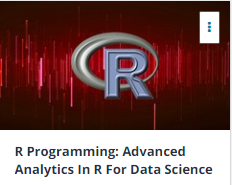 R
R Programming: Advanced
Analytics In R For Data Science